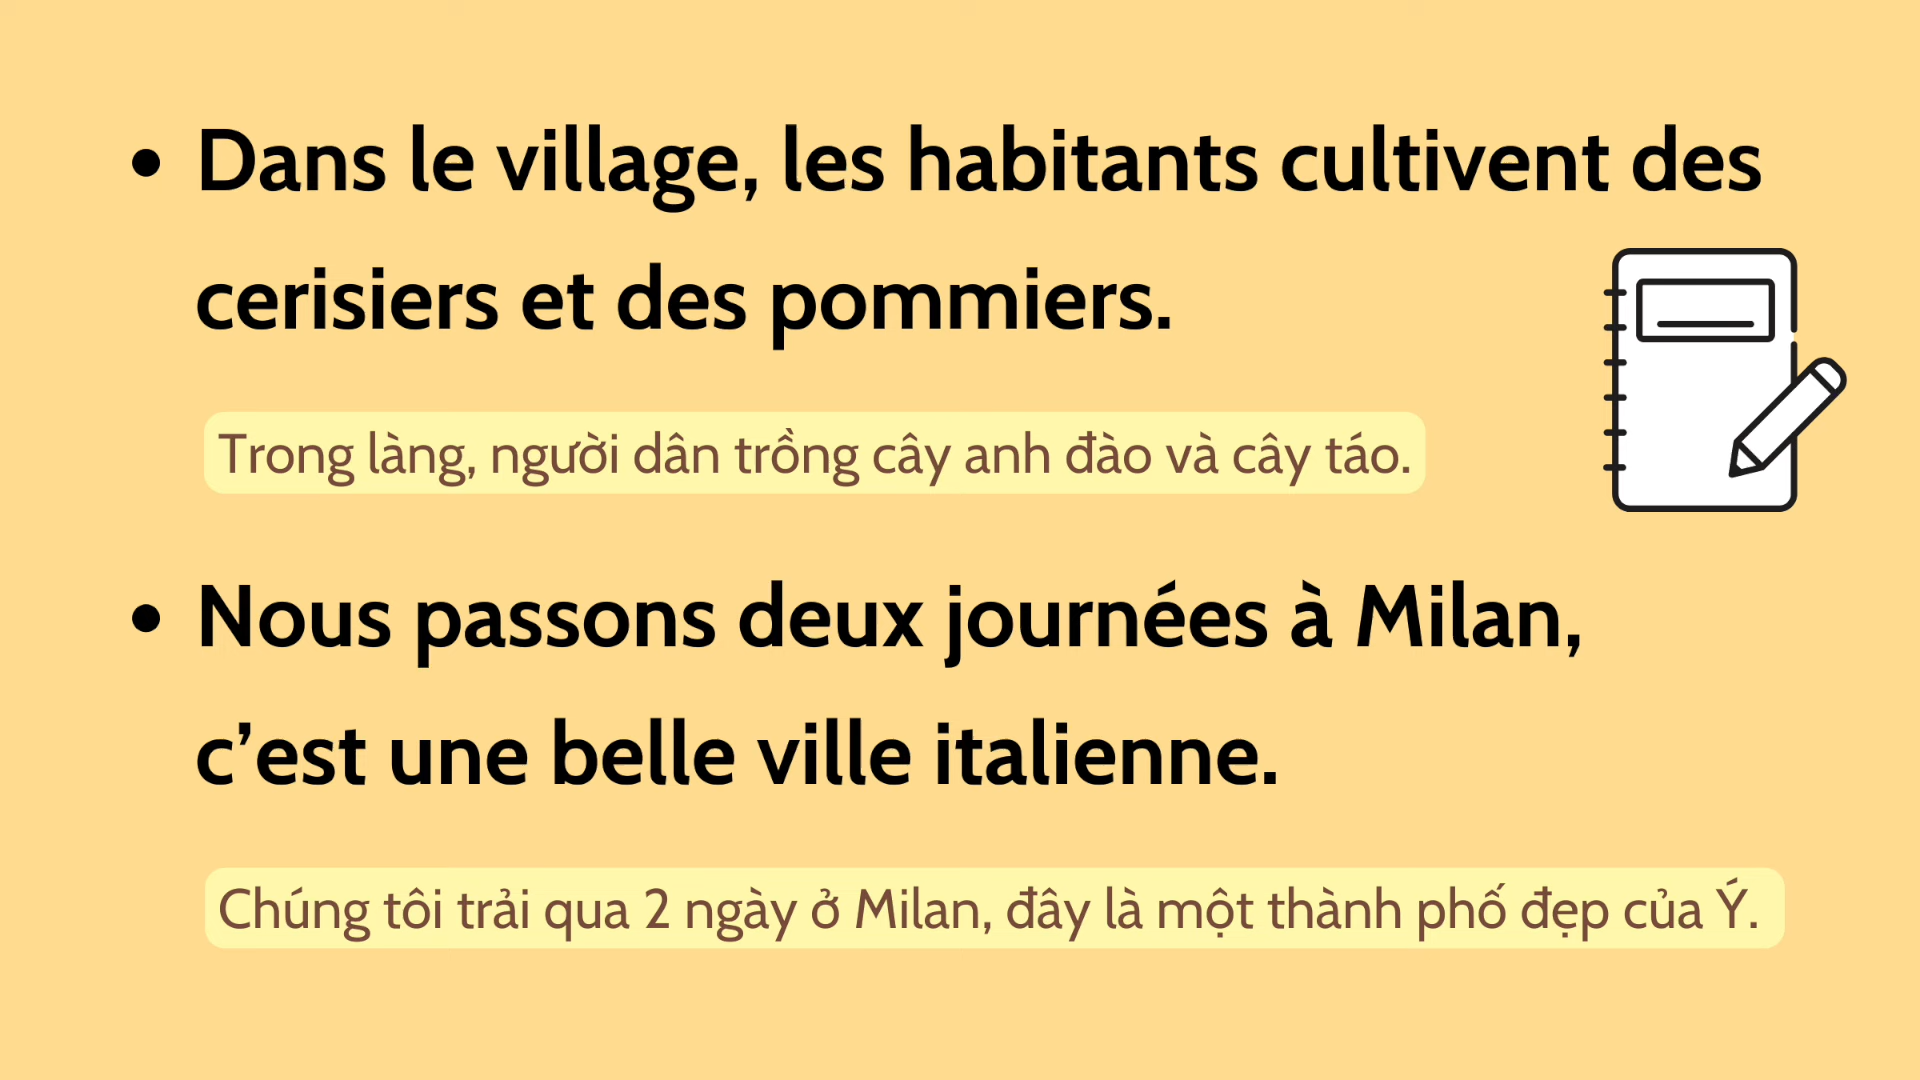 • Dans le village, les habitants cultivent des
cerisiers et des pommiers.
Trong làng, người dân trồng cây anh đào và cây táo.
• Nous passons deux journées à Milan,
c’est une belle ville italienne.
Chúng tôi trải qua 2 ngày ở Milan, đây là một thành phố đẹp của Ý.